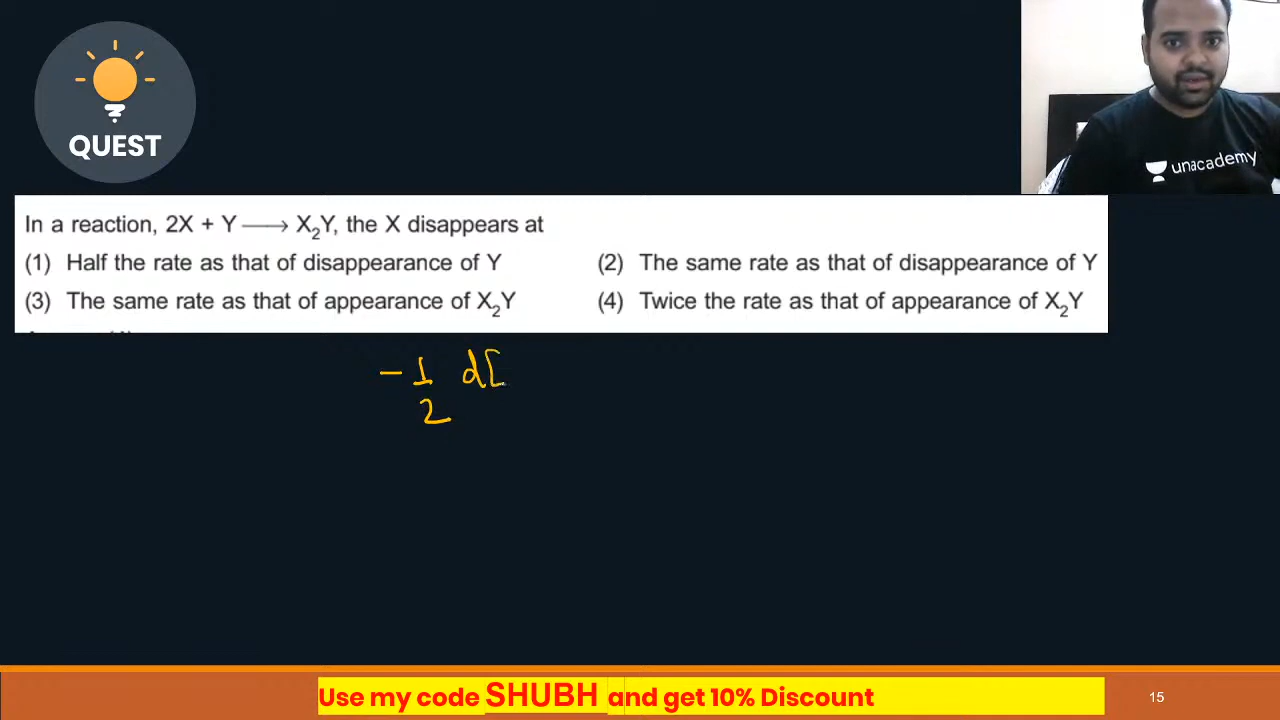 QUEST
unacademy
In a reaction, 2X + Y ⟶ X₂Y, the X disappears at
(1) Half the rate as that of disappearance of Y (2) The same rate as that of disappearance of Y
(3) The same rate as that of appearance of X₂Y (4) Twice the rate as that of appearance of X₂Y
- 1 d[
2
Use my code SHUBH and get 10% Discount
15